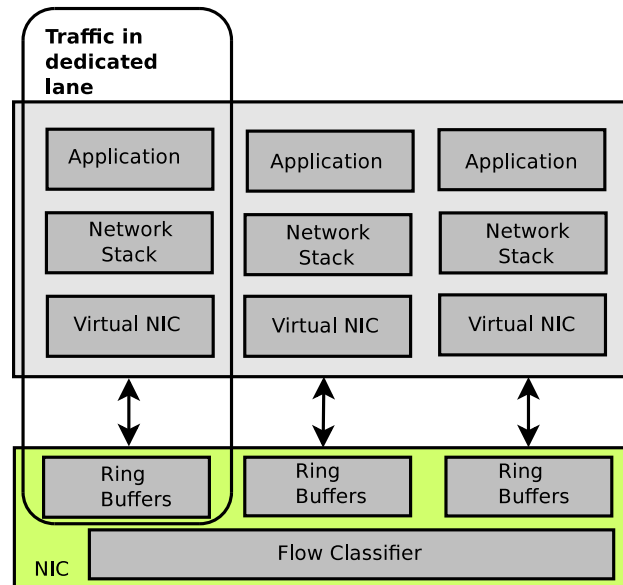 Traffic in
dedicated
lane
Application
Application
Application
Network
Stack
Network
Stack
Network
Stack
Virtual NIC
Virtual NIC
Virtual NIC
Ring
Buffers
Ring
Buffers
Ring
Buffers
Flow Classifier
NIC